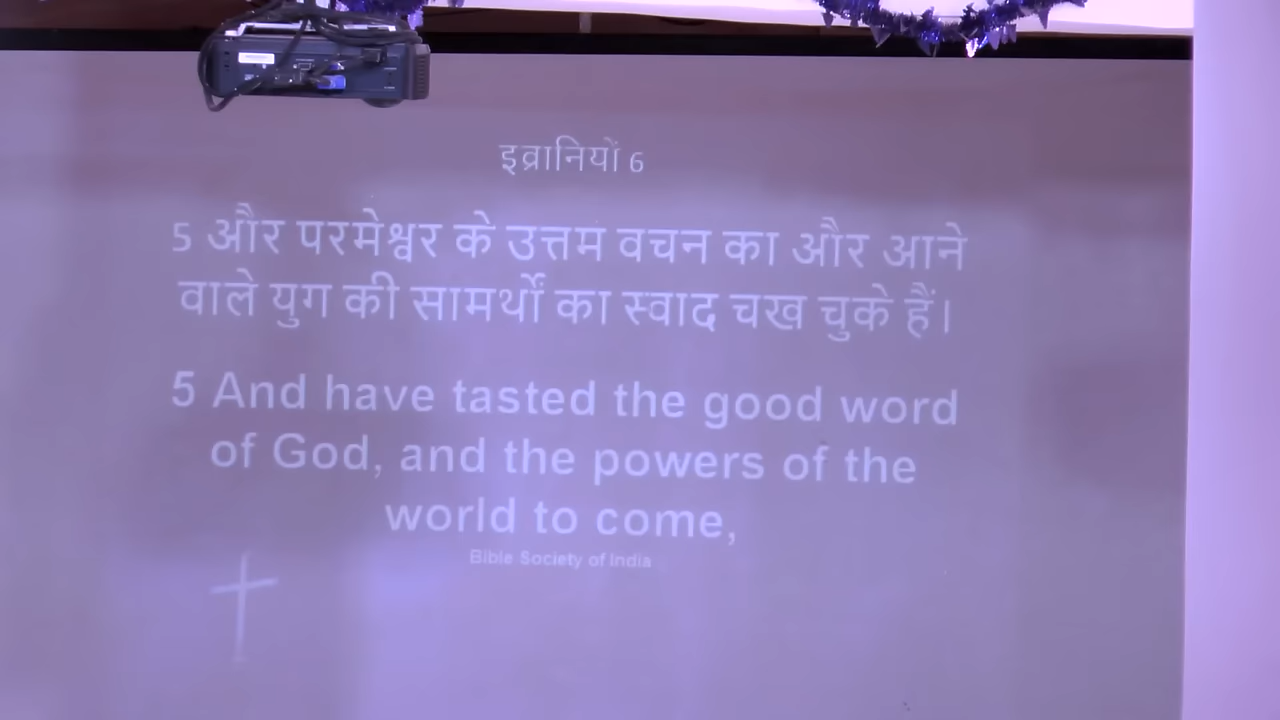 इब्रानियों 6
5 और परमेश्वर के उत्तम वचन का और आने
वाले युग की सामर्थों का स्वाद चख चुके हैं।
5 And have tasted the good word
of God, and the powers of the
world to come,
Bible Society of India